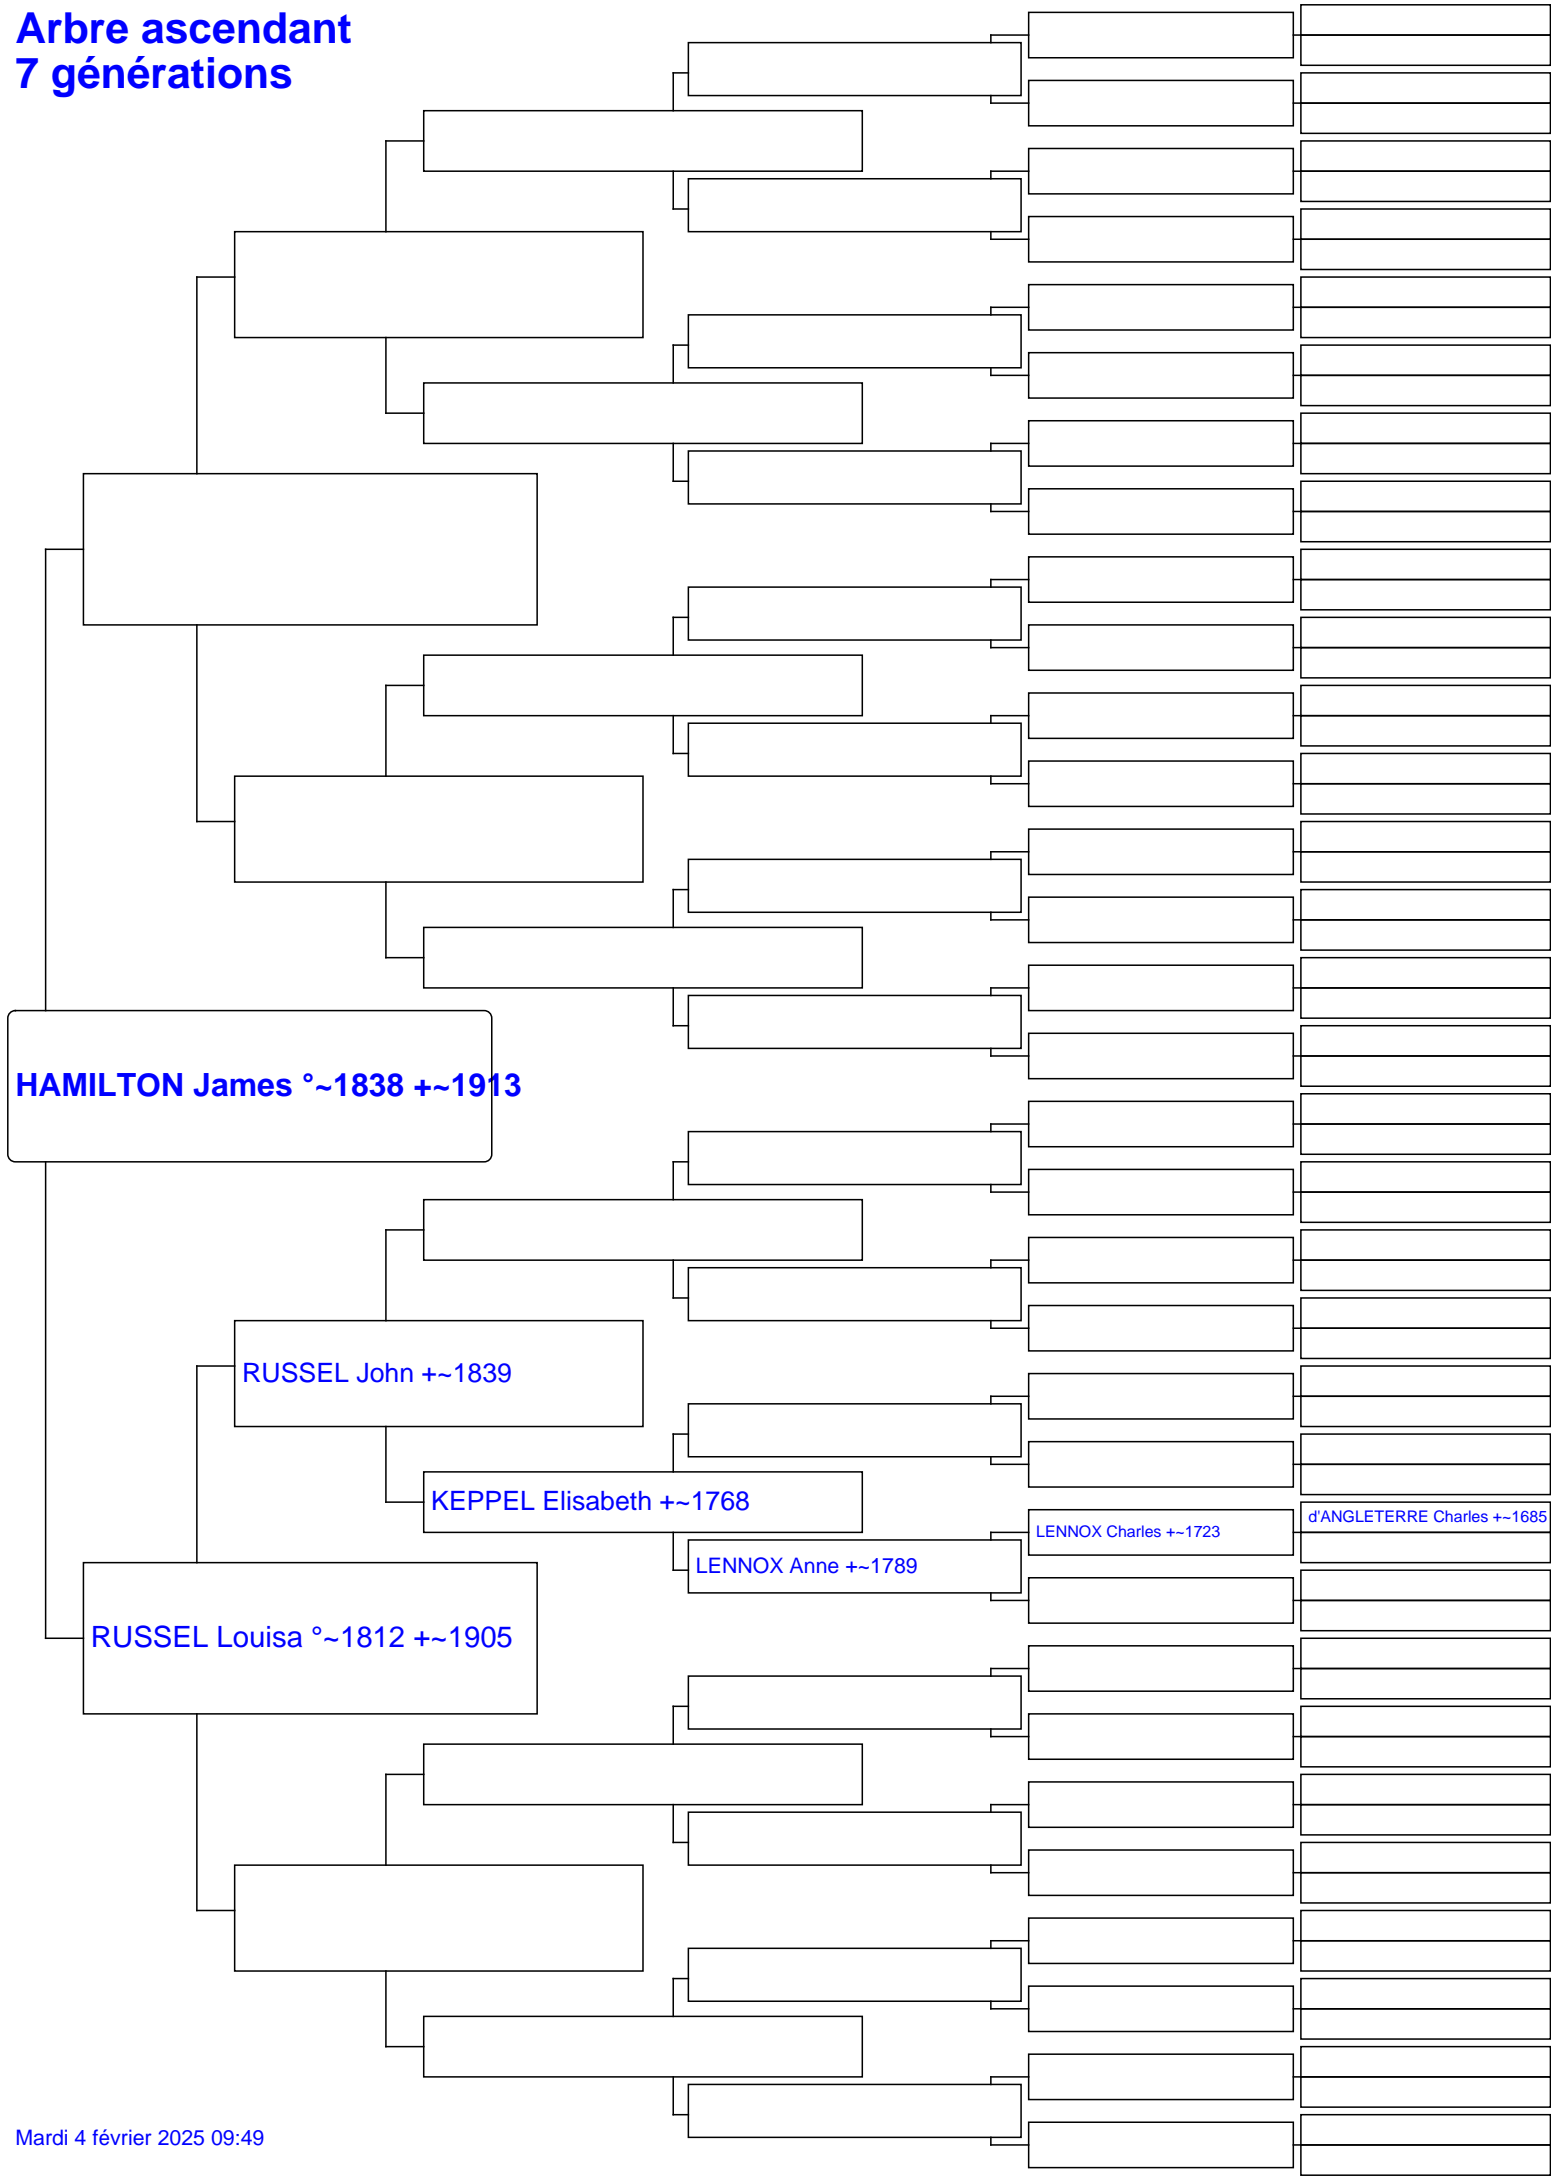 Arbre ascendant
7 générations
HAMILTON James °~1838 +~1913
RUSSEL John +~1839
KEPPEL Elisabeth +~1768
d'ANGLETERRE Charles +~1685
LENNOX Charles +~1723
LENNOX Anne +~1789
RUSSEL Louisa °~1812 +~1905
Mardi 4 février 2025 09:49